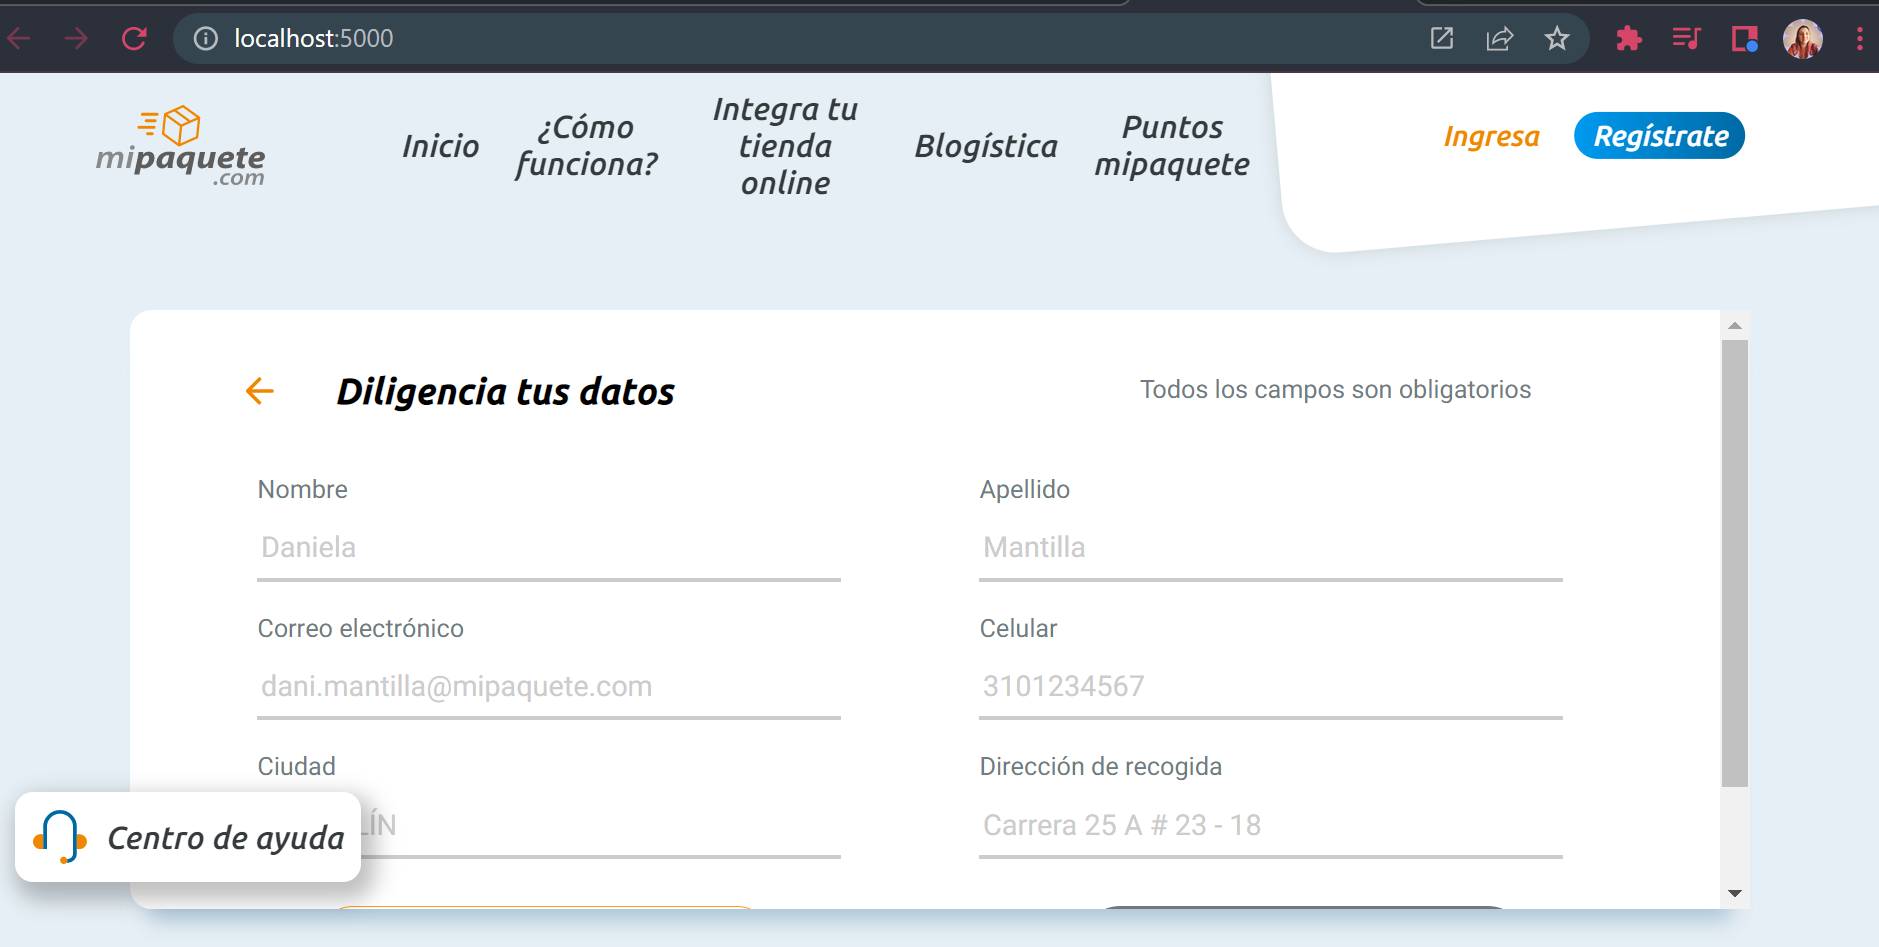 localhost:5000
mipaquete
.com
Inicio
¿Cómo
funciona?
Integra tu
tienda
online
Blogística
Puntos
mipaquete
Ingresa
Regístrate
Diligencia tus datos
Todos los campos son obligatorios
Nombre
Apellido
Daniela
Mantilla
Correo electrónico
Celular
dani.mantilla@mipaquete.com
3101234567
Ciudad
Dirección de recogida
LÍN
Carrera 25 A # 23 - 18
Centro de ayuda